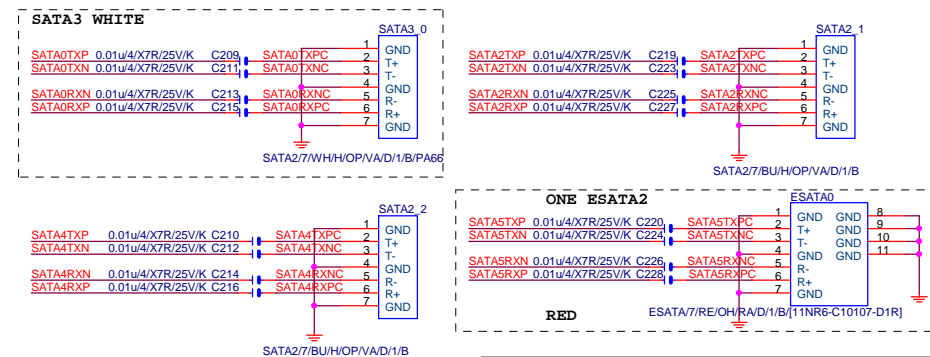 SATA3 WHITE
SATA3_0
SATA0TXP 0.01u/4/X7R/25V/K C209 SATA0TXPC 1 GND
SATA0TXN 0.01u/4/X7R/25V/K C211 SATA0TXNC 2 T+
3 T-
4 GND
SATA0RXN 0.01u/4/X7R/25V/K C213 SATA0RXNC 5 R-
SATA0RXP 0.01u/4/X7R/25V/K C215 SATA0RXPC 6 R+
7 GND
SATA2/7/WH/H/OP/VA/D/1/B/PA66
SATA2_1
1 GND
SATA2TXP 0.01u/4/X7R/25V/K C219 SATA2TXPC 2 T+
SATA2TXN 0.01u/4/X7R/25V/K C223 SATA2TXNC 3 T-
4 GND
SATA2RXN 0.01u/4/X7R/25V/K C225 SATA2RXNC 5 R-
SATA2RXP 0.01u/4/X7R/25V/K C227 SATA2RXPC 6 R+
7 GND
SATA2/7/BU/H/OP/VA/D/1/B
SATA2_2
1 GND
SATA4TXP 0.01u/4/X7R/25V/K C210 SATA4TXPC 2 T+
SATA4TXN 0.01u/4/X7R/25V/K C212 SATA4TXNC 3 T-
4 GND
SATA4RXN 0.01u/4/X7R/25V/K C214 SATA4RXNC 5 R-
SATA4RXP 0.01u/4/X7R/25V/K C216 SATA4RXPC 6 R+
7 GND
SATA2/7/BU/H/OP/VA/D/1/B
ONE ESATA2
ESATA0
1 GND GND 8
SATA5TXP 0.01u/4/X7R/25V/K C220 SATA5TXPC 2 T+ GND 9
SATA5TXN 0.01u/4/X7R/25V/K C224 SATA5TXNC 3 T- GND 10
4 GND GND 11
SATA5RXN 0.01u/4/X7R/25V/K C226 SATA5RXNC 5 R-
SATA5RXP 0.01u/4/X7R/25V/K C228 SATA5RXPC 6 R+
7 GND
RED
ESATA/7/RE/OH/RA/D/1/B/[11NR6-C10107-D1R]